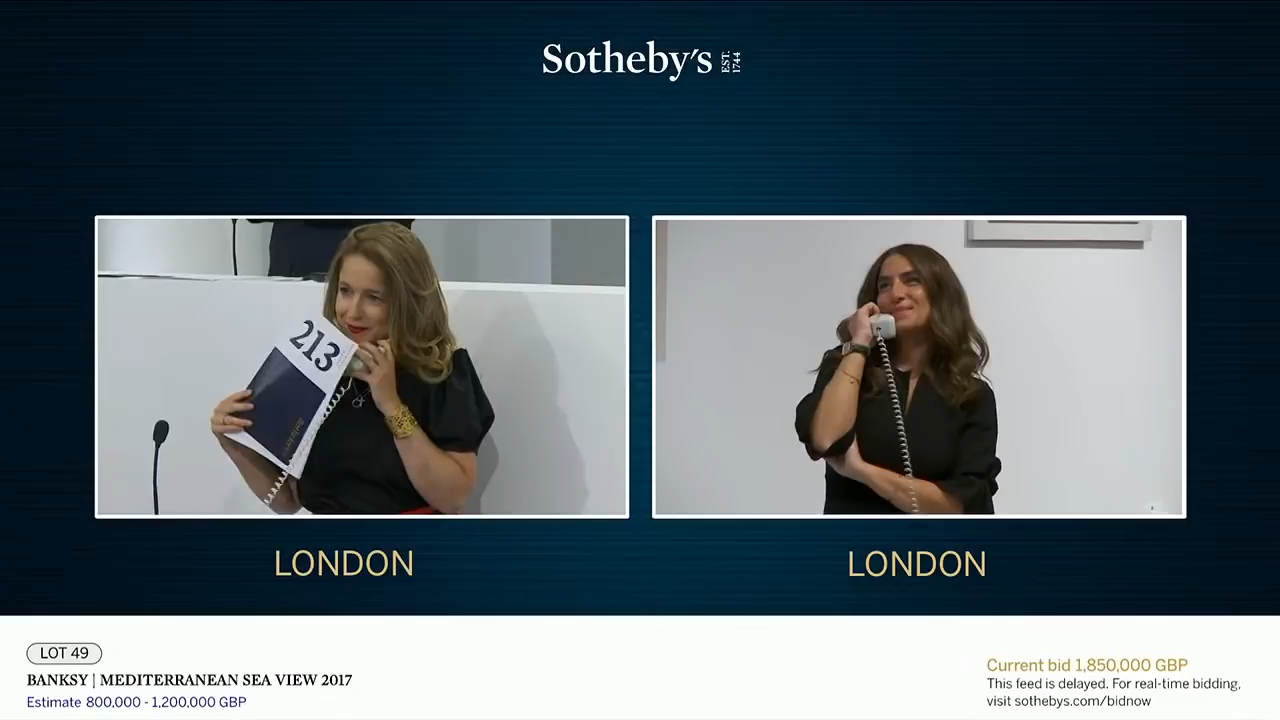 Sotheby's EST. 1744
213
LONDON
LONDON
LOT 49
BANKSY | MEDITERRANEAN SEA VIEW 2017
Estimate 800,000 - 1,200,000 GBP
Current bid 1,850,000 GBP
This feed is delayed. For real-time bidding,
visit sothebys.com/bidnow